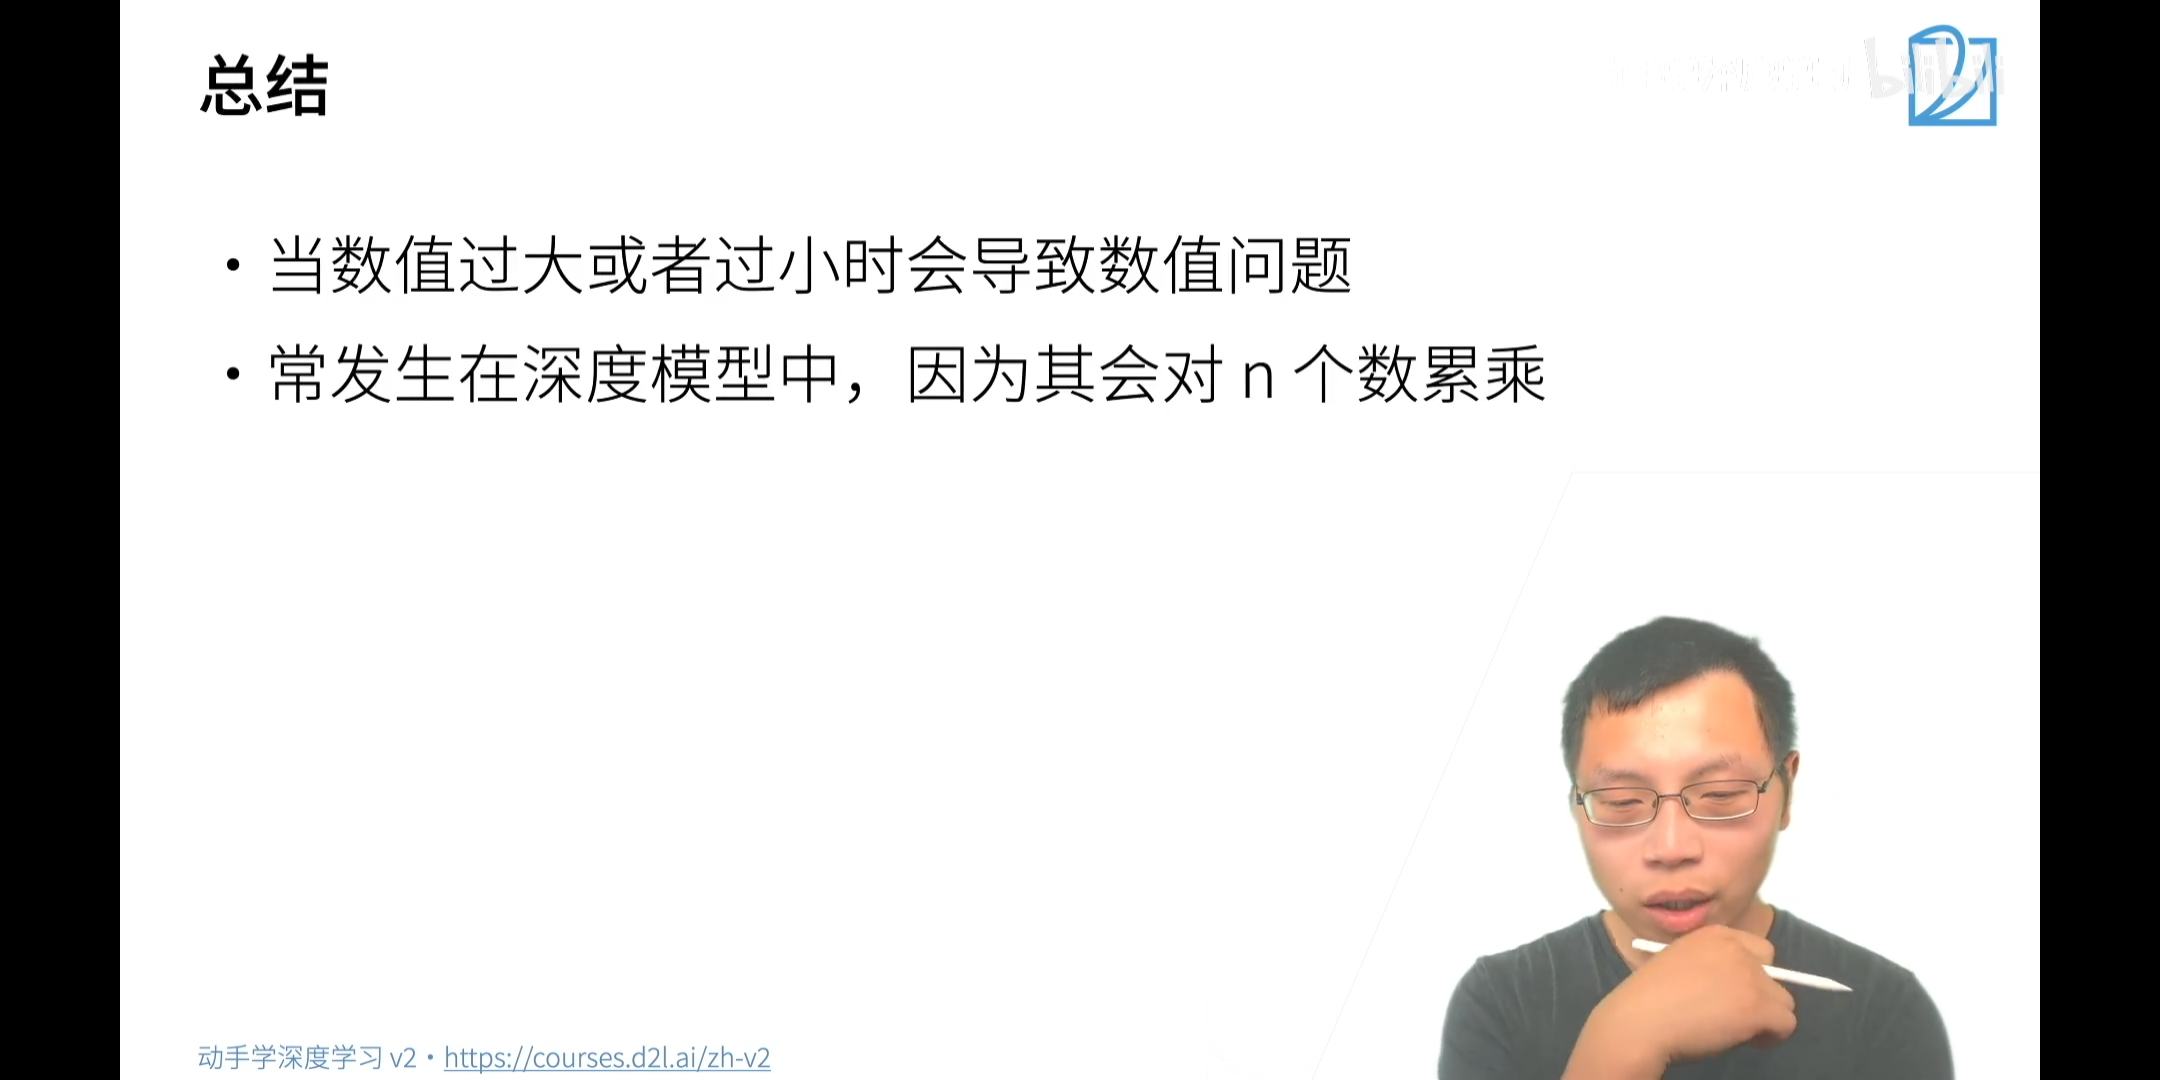 总结
bilibili
• 当数值过大或者过小时会导致数值问题
• 常发生在深度模型中，因为其会对 n 个数累乘
动手学深度学习 v2 • https://courses.d2l.ai/zh-v2